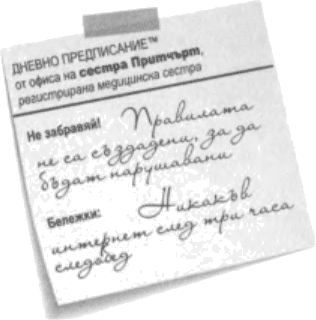 ДНЕВНО ПРЕДПИСАНИЕ™
от офиса на сестра Притчърт,
регистрирана медицинска сестра
Не забравяй! Правилата
не са създадени, за да
бъдат нарушавани
Бележки: Никакъв
интернет след три часа
следобед